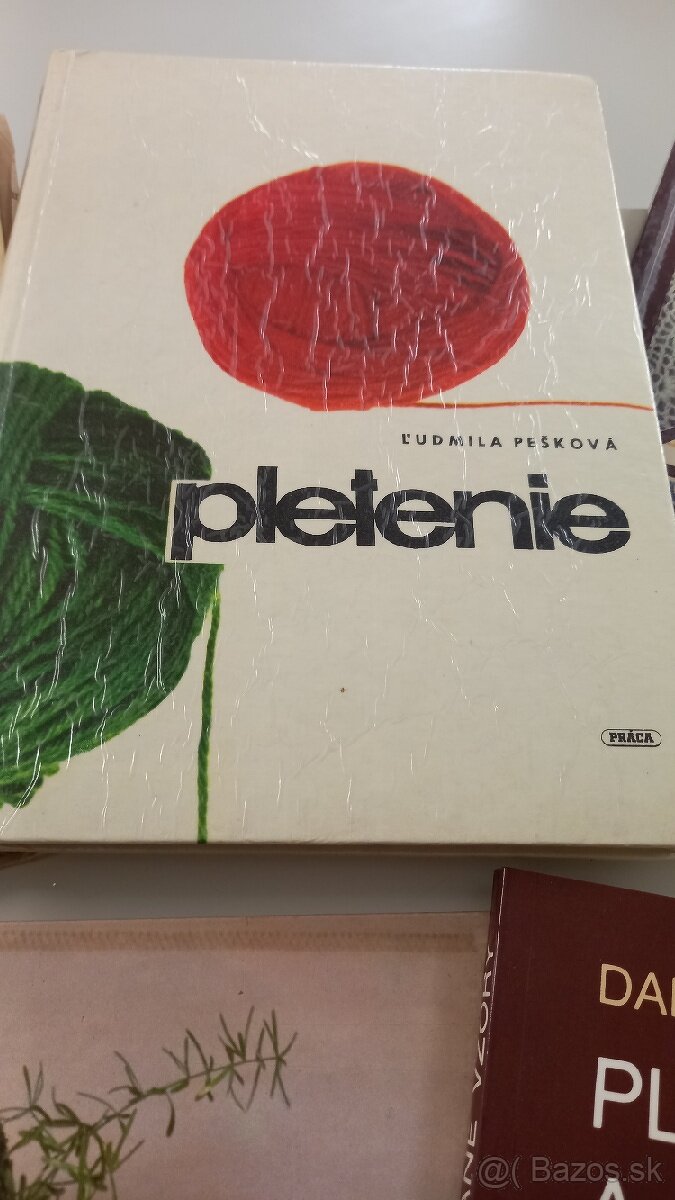 ĽUDMILA PEŠKOVÁ
pletenie
PRÁCA
VZORY
DA
PL
@( Bazos.sk